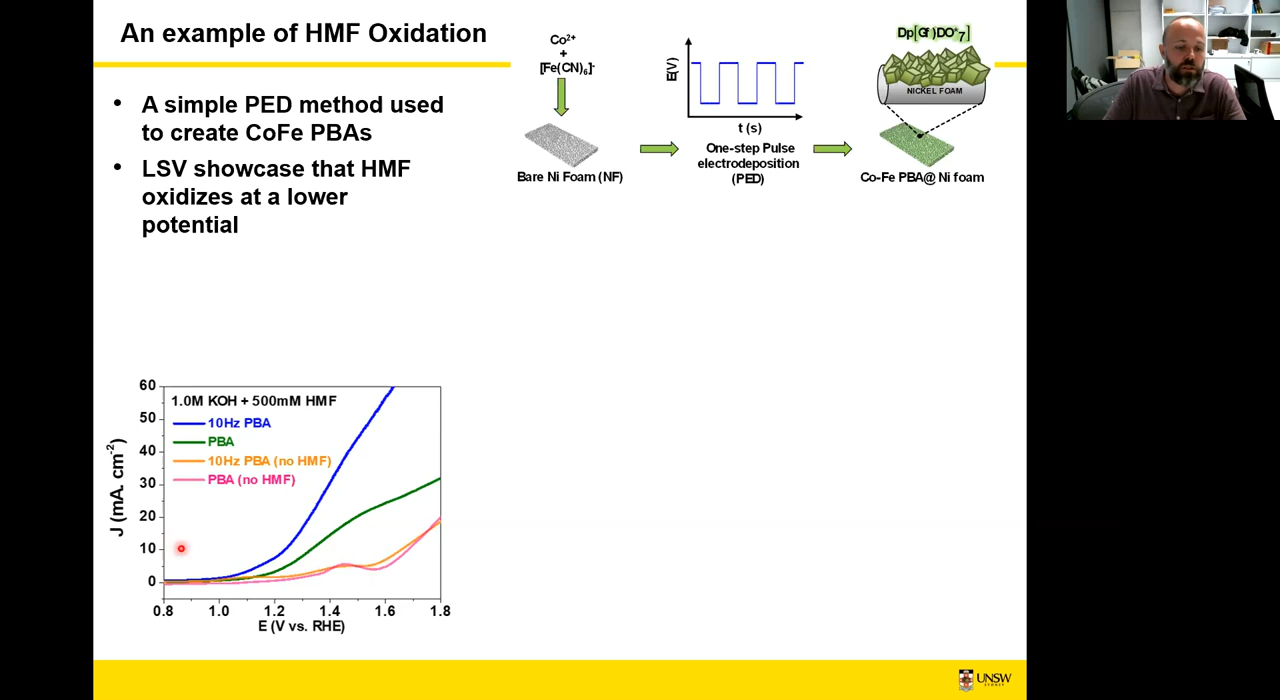 An example of HMF Oxidation
• A simple PED method used
to create CoFe PBAs
• LSV showcase that HMF
oxidizes at a lower
potential
Co²⁺
+
[Fe(CN)₆]⁻
Bare Ni Foam (NF)
E(V)
t (s)
One-step Pulse
electrodeposition
(PED)
NICKEL FOAM
Co-Fe PBA@ Ni foam
1.0M KOH + 500mM HMF
10Hz PBA
PBA
10Hz PBA (no HMF)
PBA (no HMF)
J (mA. cm⁻²)
60
50
40
30
20
10
0
0.8 1.0 1.2 1.4 1.6 1.8
E (V vs. RHE)
UNSW
SYDNEY